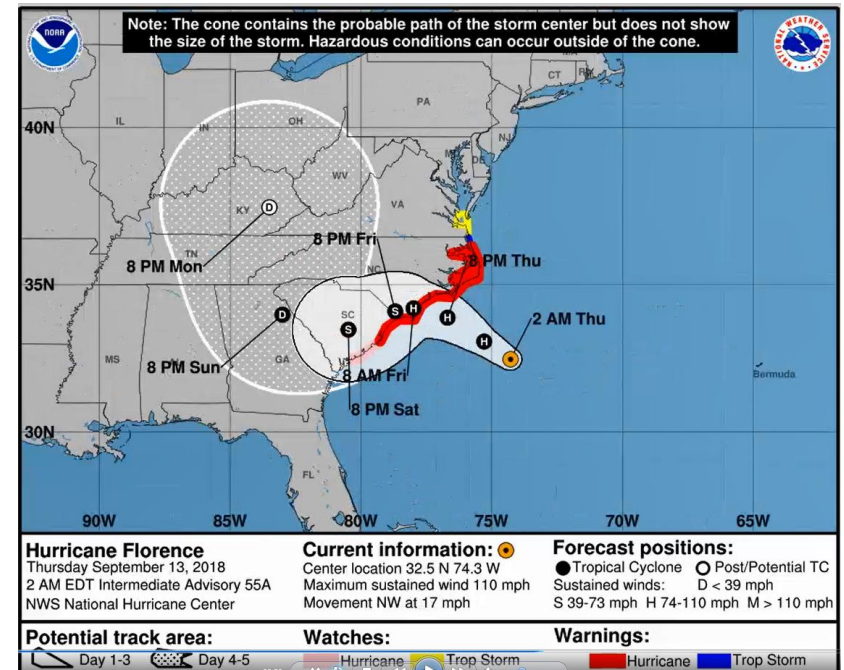 Note: The cone contains the probable path of the storm center but does not show
the size of the storm. Hazardous conditions can occur outside of the cone.
NOAA
NATIONAL WEATHER SERVICE
CT
PA
NJ
40N
IL
IN
OH
DE
WV
KY
VA
D
8 PM Fri
8 PM Mon
TN
8 PM Thu
35N
NC
2 AM Thu
D
S
S
H
H
H
SC
MS
GA
8 PM Sun
8 AM Fri
Bermuda
8 PM Sat
30N
FL
90W
85W
80W
75W
70W
65W
Hurricane Florence
Thursday September 13, 2018
2 AM EDT Intermediate Advisory 55A
NWS National Hurricane Center
Current information:
Center location 32.5 N 74.3 W
Maximum sustained wind 110 mph
Movement NW at 17 mph
Forecast positions:
Tropical Cyclone Post/Potential TC
Sustained winds: D < 39 mph
S 39-73 mph H 74-110 mph M > 110 mph
Potential track area:
Day 1-3 Day 4-5
Watches:
Hurricane Trop Storm
Warnings:
Hurricane Trop Storm